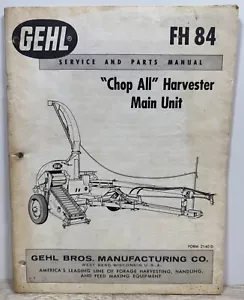 GEHL
FH 84
SERVICE AND PARTS MANUAL
"Chop All" Harvester
Main Unit
GEHL BROS. MANUFACTURING CO.
WEST BEND, WISCONSIN U.S.A.
AMERICA'S LEADING LINE OF FORAGE HARVESTING, HANDLING,
AND FEED MAKING EQUIPMENT